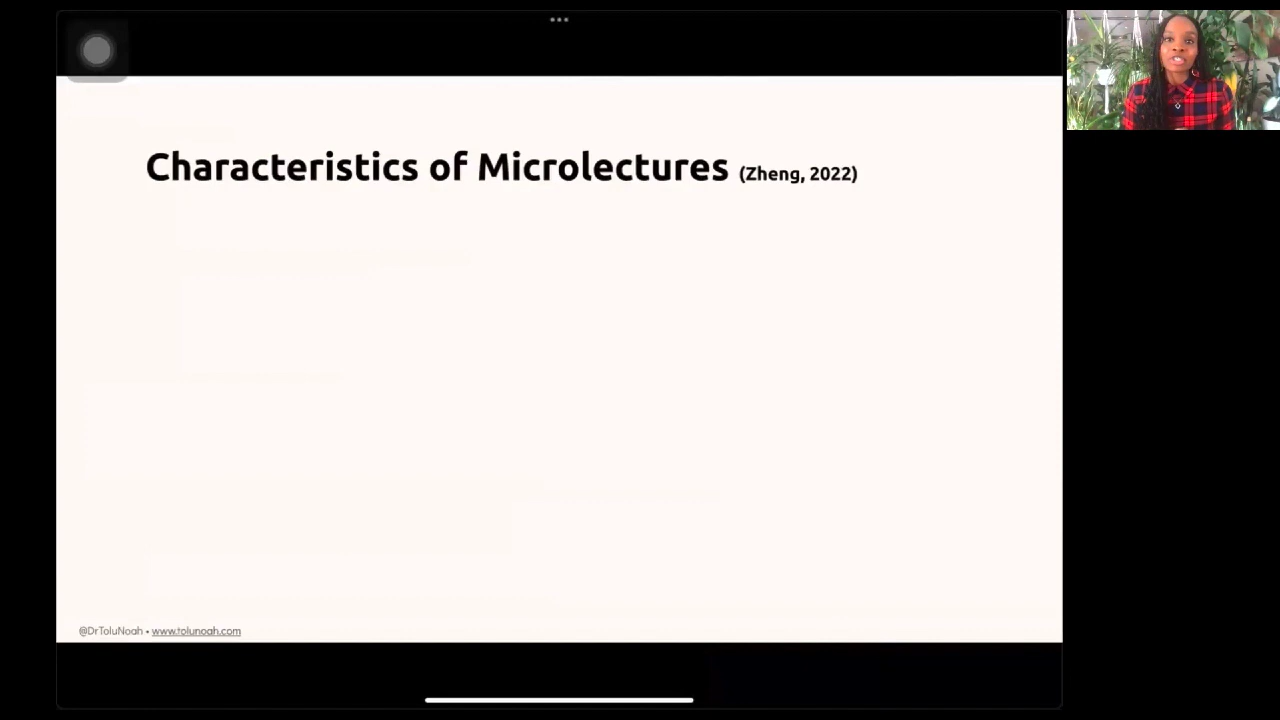 Characteristics of Microlectures (Zheng, 2022)
@DrToluNoah • www.tolunoah.com